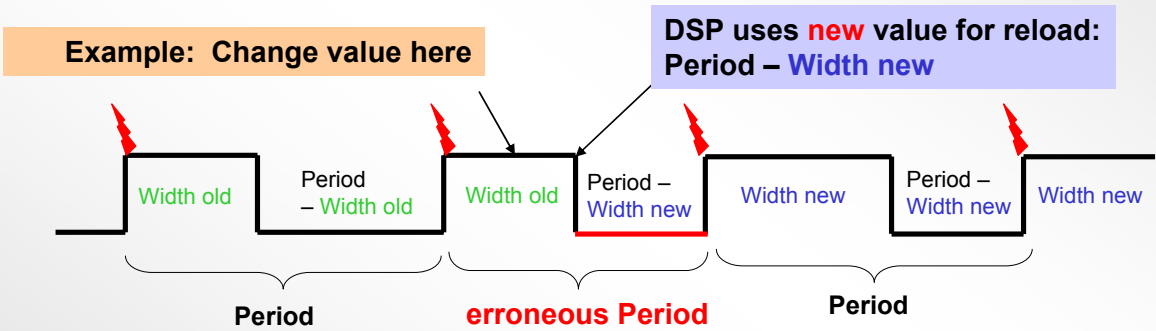 Example: Change value here
DSP uses new value for reload:
Period – Width new
Width old
Period
– Width old
Width old
Period –
Width new
Width new
Period –
Width new
Width new
Period
erroneous Period
Period